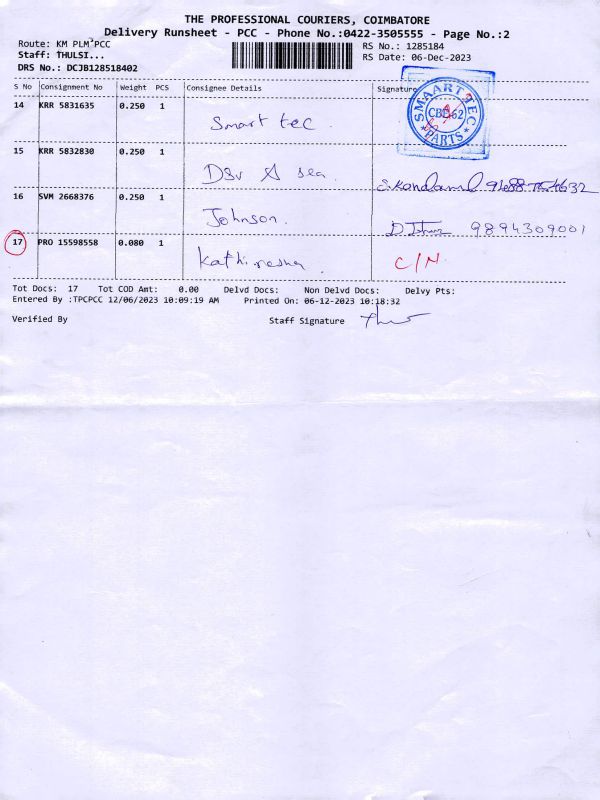 THE PROFESSIONAL COURIERS, COIMBATORE
Delivery Runsheet - PCC - Phone No.:0422-3505555 - Page No.:2
Route: KM PLM PCC
RS No.: 1285184
Staff: THULSI...
RS Date: 06-Dec-2023
DRS No.: DCJB128518402
S No Consignment No Weight PCS Consignee Details Signature
14 KRR 5831635 0.250 1
Smart tec
SMAART TEC
CBE-62
PARTS
15 KRR 5832830 0.250 1
Dsv A sea
16 SVM 2668376 0.250 1
Johnson. 9894309001
17 PRO 15598558 0.080 1
C/N
Tot Docs: 17 Tot COD Amt: 0.00 Delvd Docs: Non Delvd Docs: Delvy Pts:
Entered By :TPCPCC 12/06/2023 10:09:19 AM Printed On: 06-12-2023 10:18:32
Verified By Staff Signature